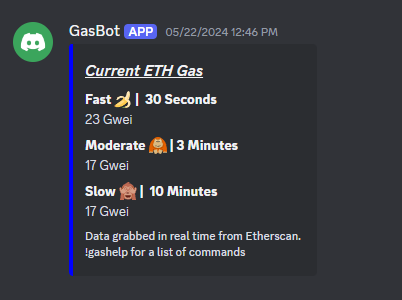 GasBot APP 05/22/2024 12:46 PM
Current ETH Gas
Fast 🍌 | 30 Seconds
23 Gwei
Moderate 🦧 | 3 Minutes
17 Gwei
Slow 🙈 | 10 Minutes
17 Gwei
Data grabbed in real time from Etherscan.
!gashelp for a list of commands